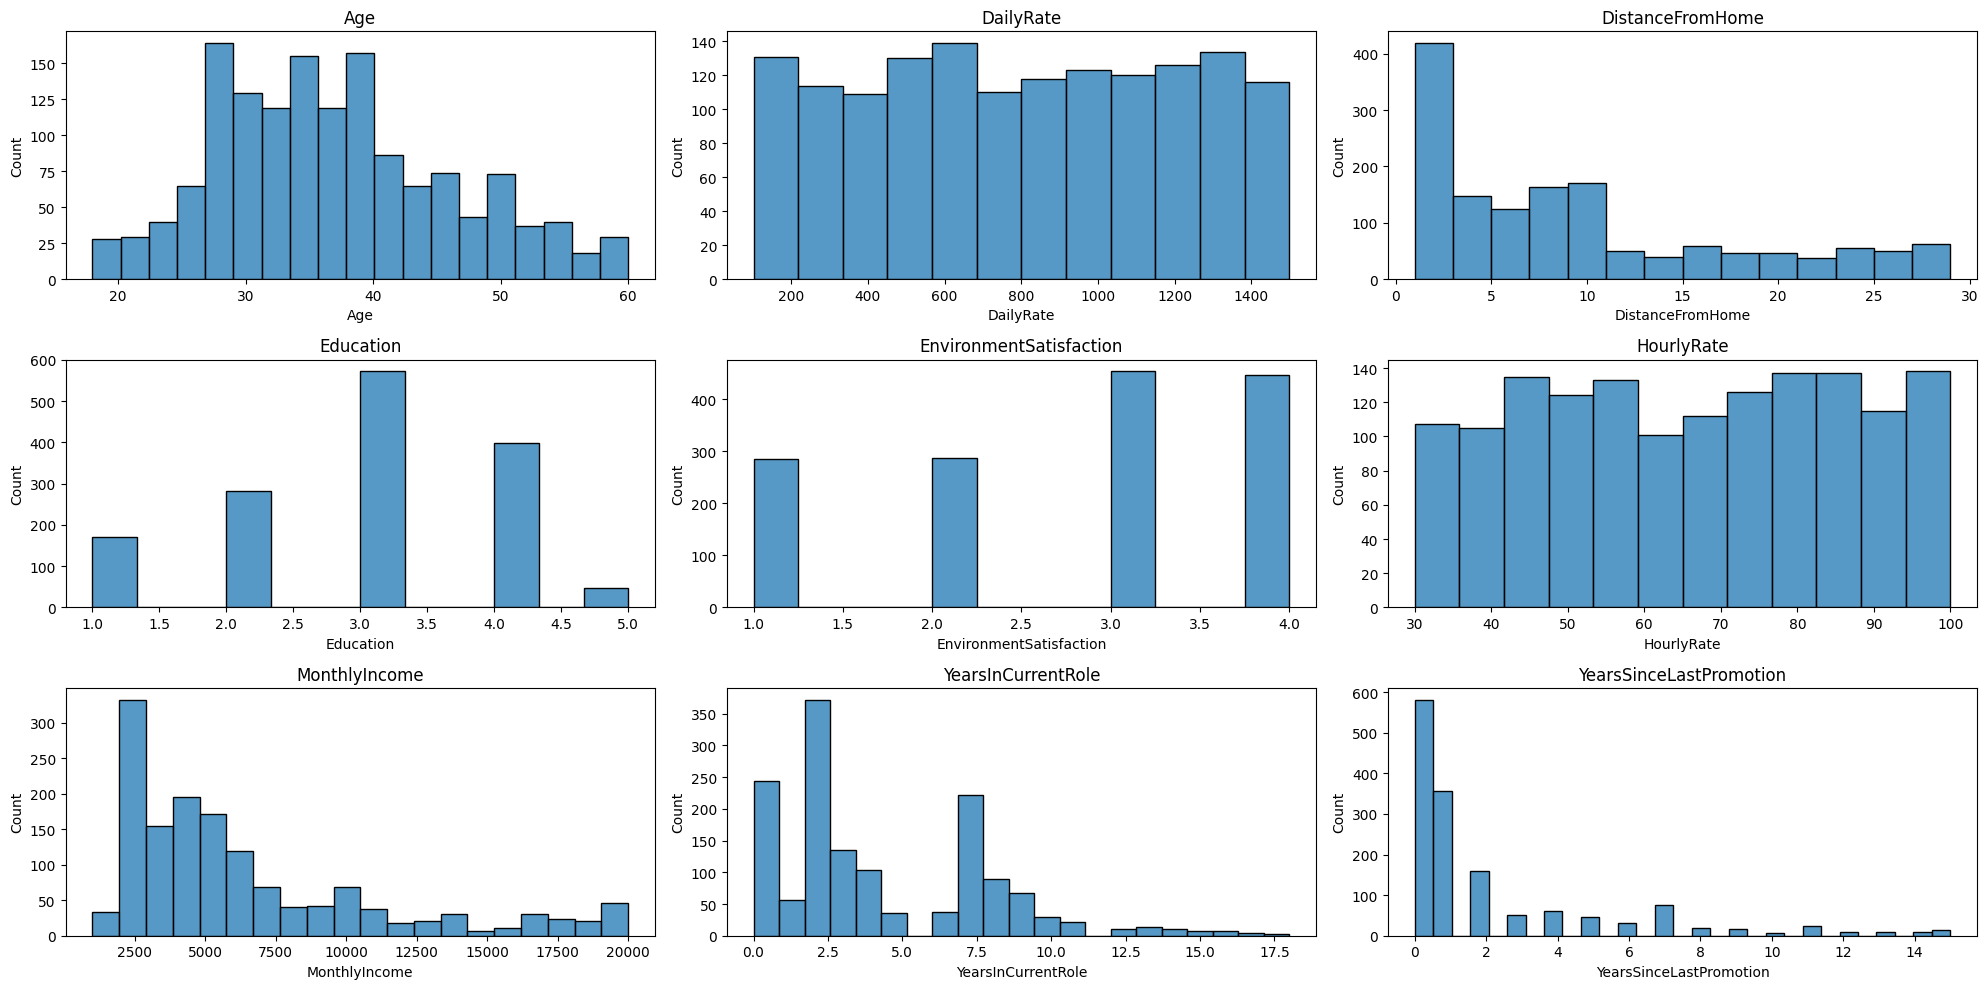 Age
Count
150
125
100
75
50
25
0
20 30 40 50 60
Age
DailyRate
Count
140
120
100
80
60
40
20
0
200 400 600 800 1000 1200 1400
DailyRate
DistanceFromHome
Count
400
300
200
100
0
0 5 10 15 20 25 30
DistanceFromHome
Education
Count
600
500
400
300
200
100
0
1.0 1.5 2.0 2.5 3.0 3.5 4.0 4.5 5.0
Education
EnvironmentSatisfaction
Count
400
300
200
100
0
1.0 1.5 2.0 2.5 3.0 3.5 4.0
EnvironmentSatisfaction
HourlyRate
Count
140
120
100
80
60
40
20
0
30 40 50 60 70 80 90 100
HourlyRate
MonthlyIncome
Count
300
250
200
150
100
50
0
2500 5000 7500 10000 12500 15000 17500 20000
MonthlyIncome
YearsInCurrentRole
Count
350
300
250
200
150
100
50
0
0.0 2.5 5.0 7.5 10.0 12.5 15.0 17.5
YearsInCurrentRole
YearsSinceLastPromotion
Count
600
500
400
300
200
100
0
0 2 4 6 8 10 12 14
YearsSinceLastPromotion